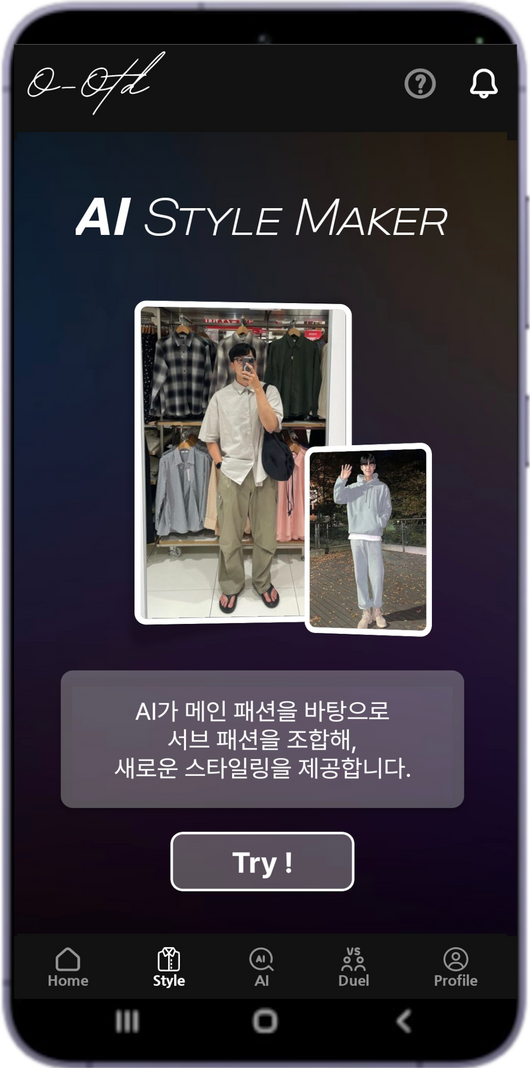 O-Otd
AI STYLE MAKER
AI가 메인 패션을 바탕으로
서브 패션을 조합해,
새로운 스타일링을 제공합니다.
Try !
Home
Style
AI
AI
VS
Duel
Profile